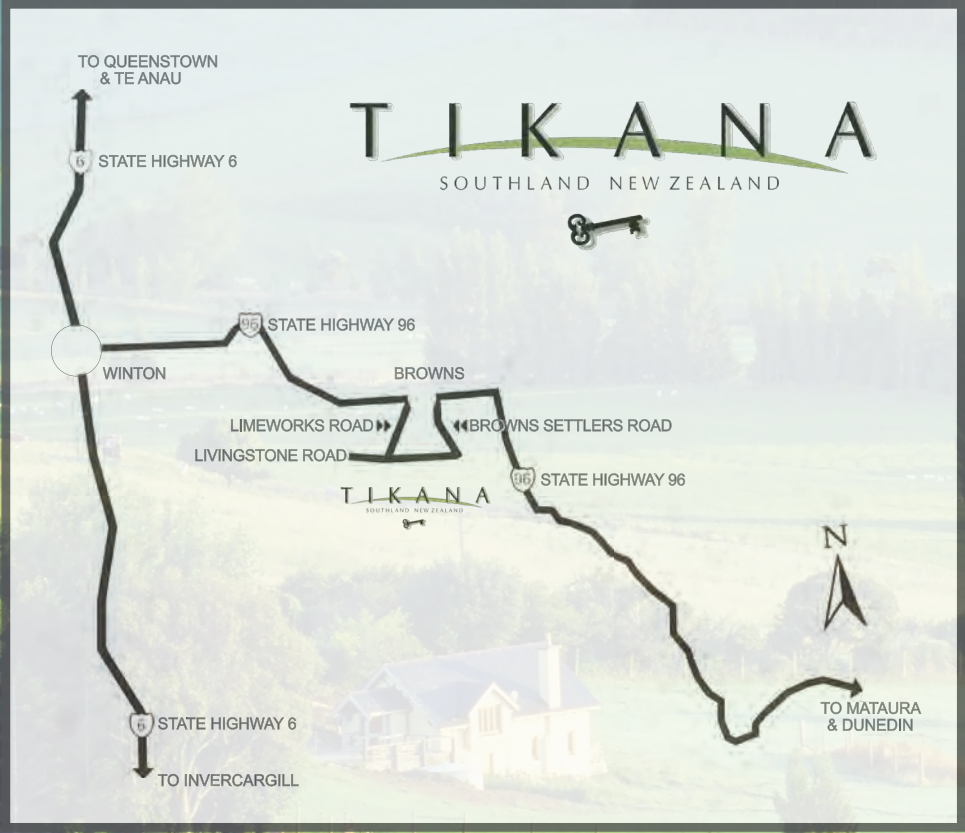 TO QUEENSTOWN
& TE ANAU
TIKANA
SOUTHLAND NEW ZEALAND
6
STATE HIGHWAY 6
96
STATE HIGHWAY 96
WINTON
BROWNS
LIMEWORKS ROAD
BROWNS SETTLERS ROAD
LIVINGSTONE ROAD
96
STATE HIGHWAY 96
TIKANA
SOUTHLAND NEW ZEALAND
N
TO MATAURA
& DUNEDIN
6
STATE HIGHWAY 6
TO INVERCARGILL